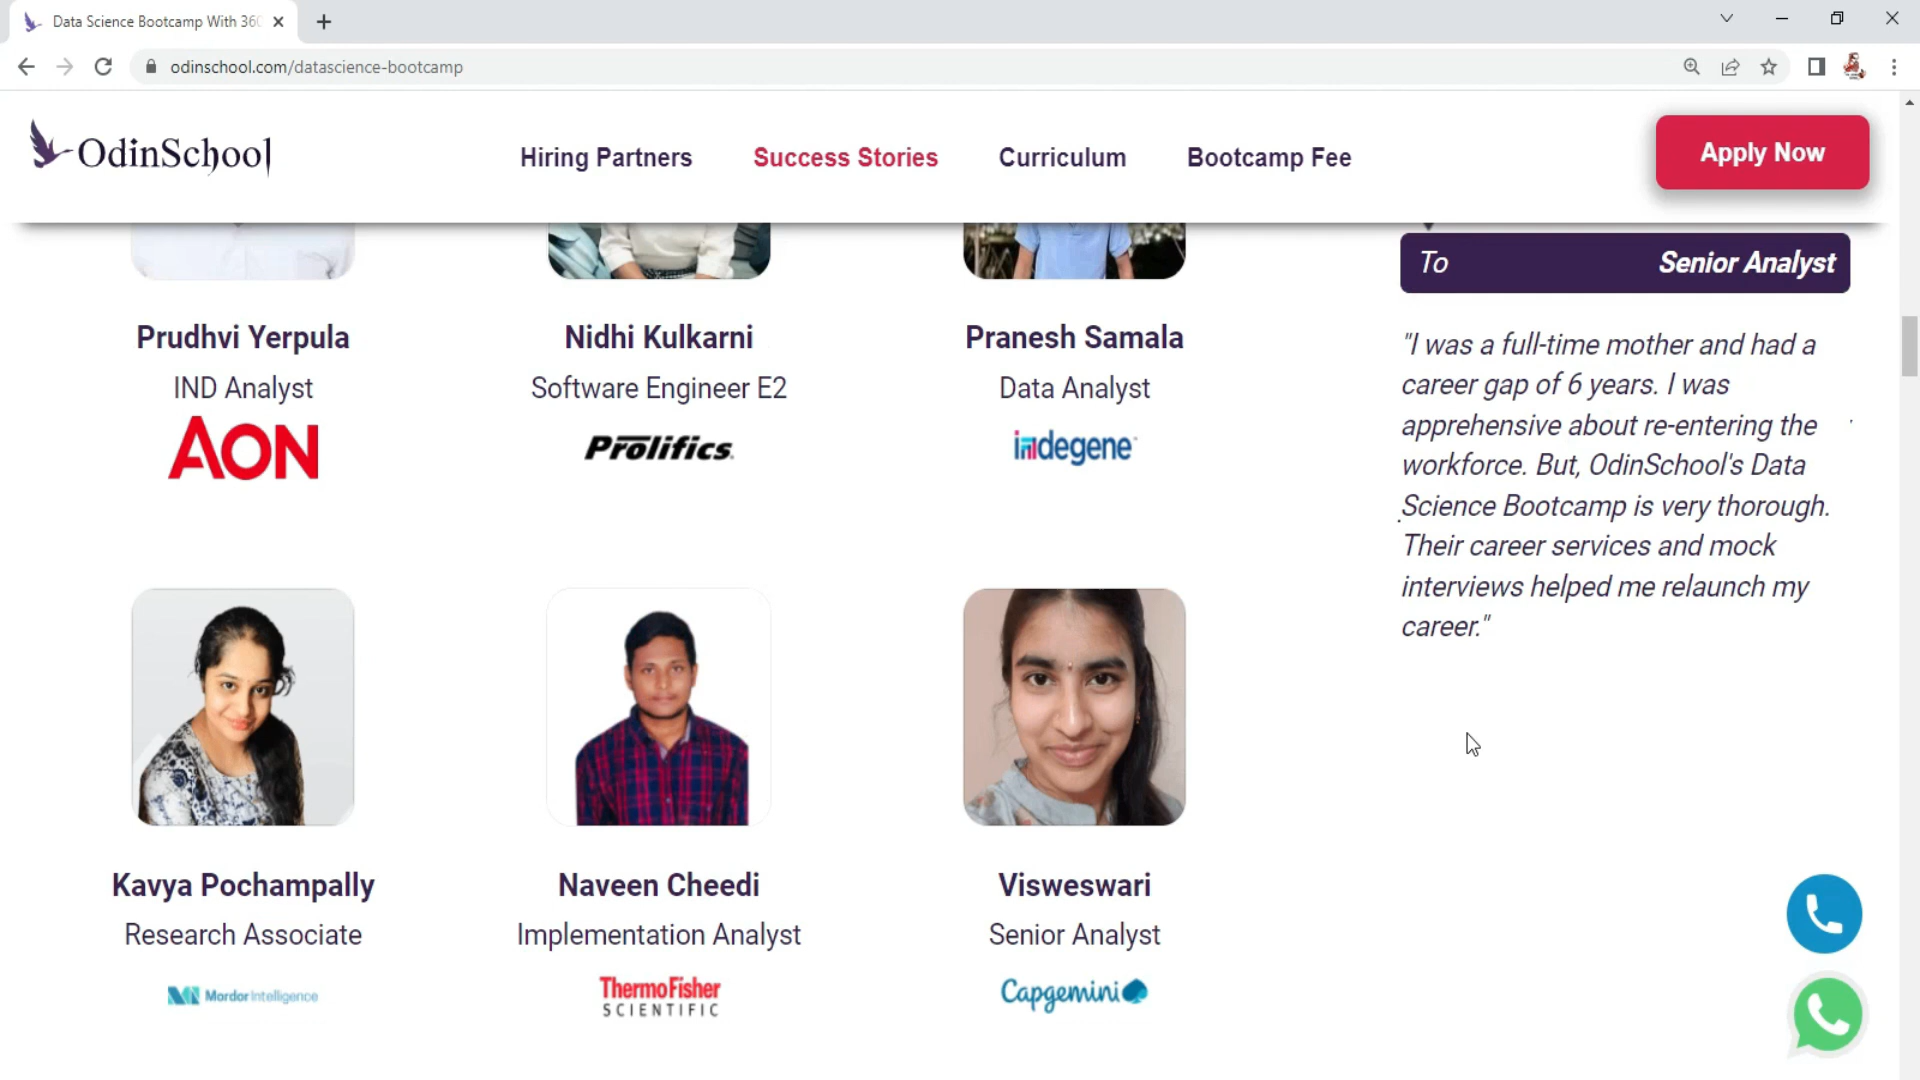 Data Science Bootcamp With 360
odinschool.com/datascience-bootcamp
OdinSchool
Hiring Partners
Success Stories
Curriculum
Bootcamp Fee
Apply Now
To
Senior Analyst
Prudhvi Yerpula
Nidhi Kulkarni
Pranesh Samala
IND Analyst
Software Engineer E2
Data Analyst
AON
Prolifics
indegene
"I was a full-time mother and had a
career gap of 6 years. I was
apprehensive about re-entering the
workforce. But, OdinSchool's Data
Science Bootcamp is very thorough.
Their career services and mock
interviews helped me relaunch my
career."
Kavya Pochampally
Naveen Cheedi
Visweswari
Research Associate
Implementation Analyst
Senior Analyst
Mordor Intelligence
ThermoFisher
SCIENTIFIC
Capgemini